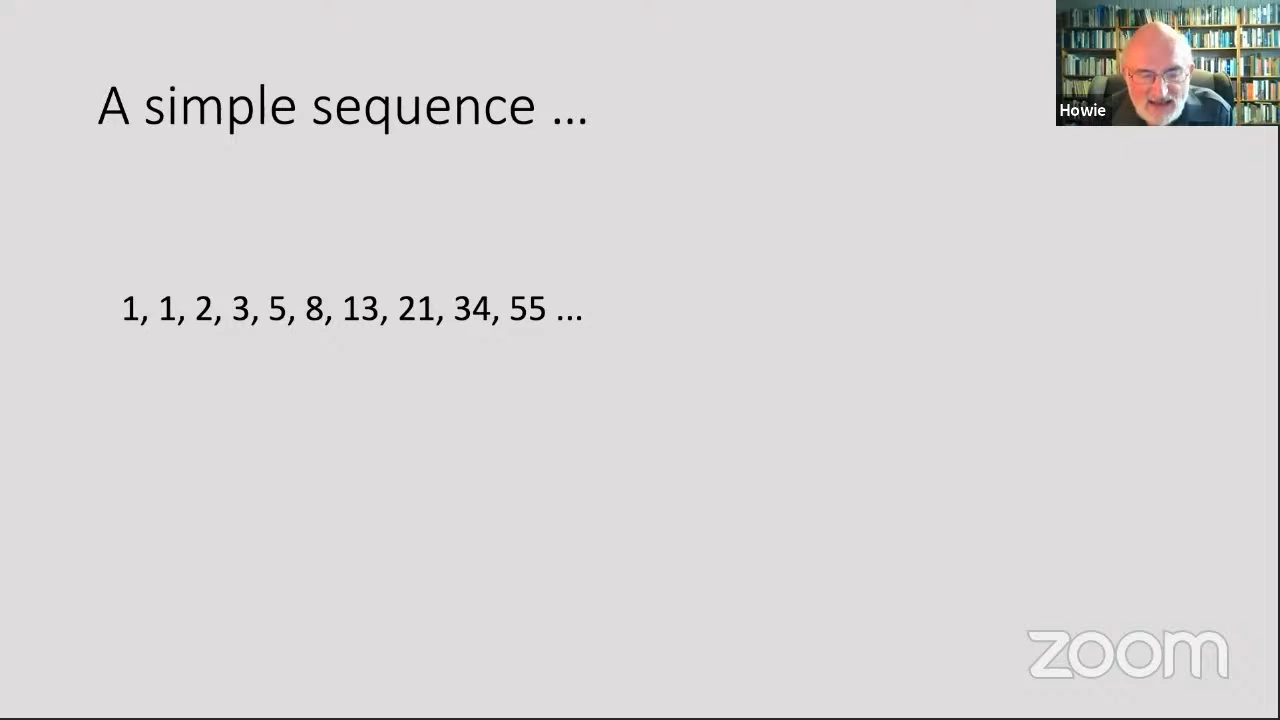 A simple sequence ...
Howie
1, 1, 2, 3, 5, 8, 13, 21, 34, 55 ...
zoom